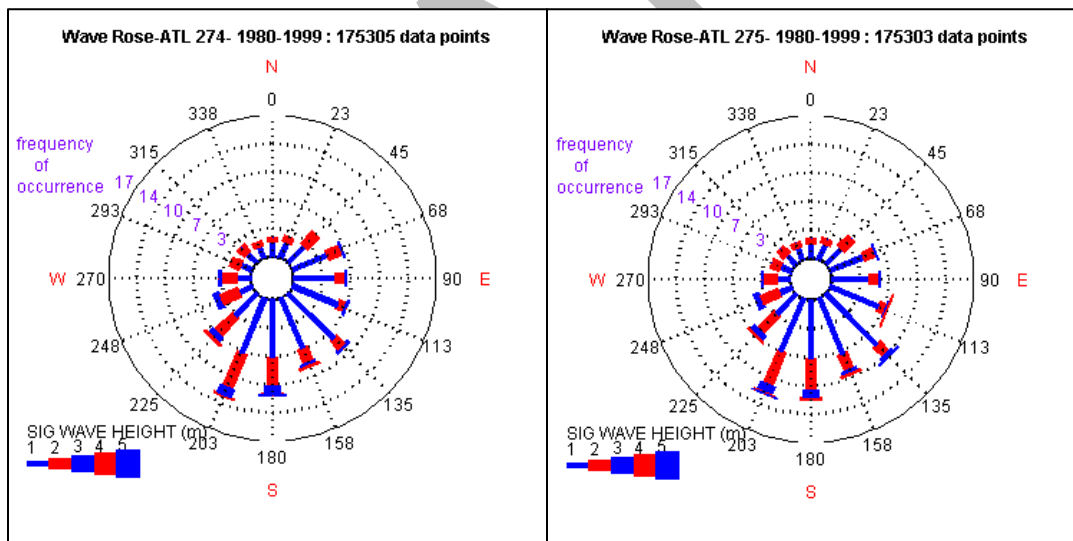 Wave Rose-ATL 274- 1980-1999 : 175305 data points
N
0
338 23
frequency
of
occurrence
315 45
17
14
10
7
3
293 68
W 270 90 E
248 113
225 135
SIG WAVE HEIGHT (m)
203 158
1 2 3 4 5
180
S
Wave Rose-ATL 275- 1980-1999 : 175303 data points
N
0
338 23
frequency
of
occurrence
315 45
17
14
10
7
3
293 68
W 270 90 E
248 113
225 135
SIG WAVE HEIGHT (m)
203 158
1 2 3 4 5
180
S